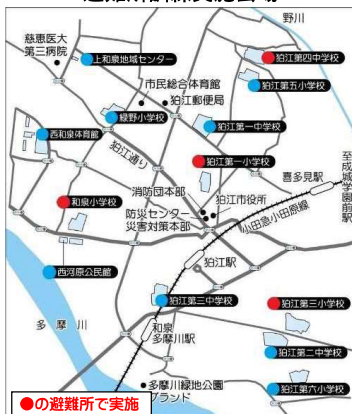 慈恵医大
第三病院
上和泉地域センター
野川
狛江第四中学校
市民総合体育館
狛江郵便局
狛江第五小学校
緑野小学校
狛江第一中学校
西和泉体育館
狛江通り
狛江第一小学校
喜多見駅
至成城学園前駅
和泉小学校
消防団本部
狛江市役所
防災センター
災害対策本部
小田急小田原線
西河原公民館
狛江駅
狛江第三中学校
狛江第三小学校
多摩川
和泉
多摩川駅
狛江第二中学校
多摩川緑地公園
グランド
狛江第六小学校
●の避難所で実施